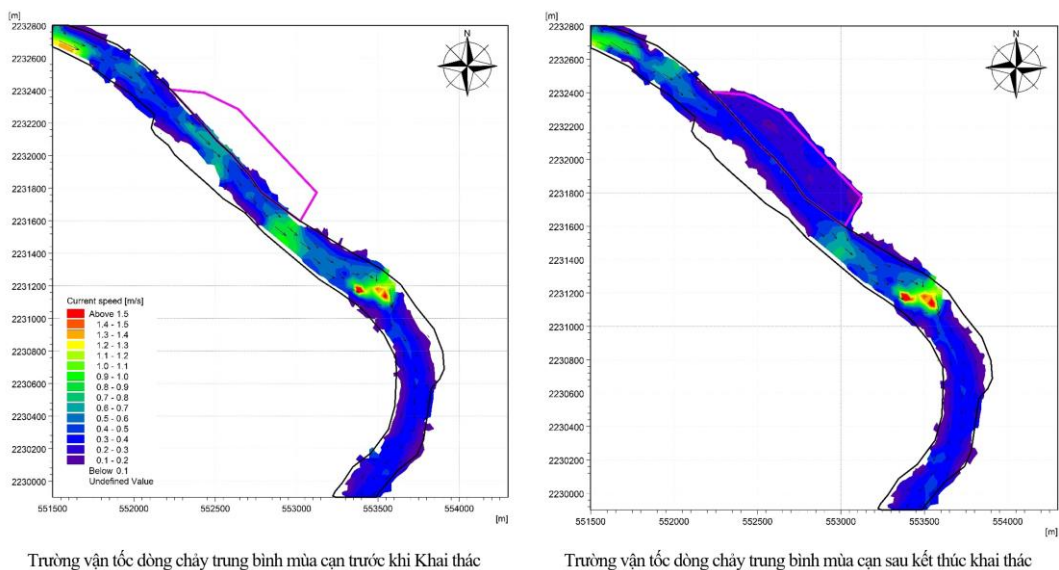 [m]
2232800
2232600
2232400
2232200
2232000
2231800
2231600
2231400
2231200
2231000
2230800
2230600
2230400
2230200
2230000
N
Current speed [m/s]
Above 1.5
1.4 - 1.5
1.3 - 1.4
1.2 - 1.3
1.1 - 1.2
1.0 - 1.1
0.9 - 1.0
0.8 - 0.9
0.7 - 0.8
0.6 - 0.7
0.5 - 0.6
0.4 - 0.5
0.3 - 0.4
0.2 - 0.3
0.1 - 0.2
Below 0.1
Undefined Value
551500 552000 552500 553000 553500 554000
[m]
Trường vận tốc dòng chảy trung bình mùa cạn trước khi Khai thác
[m]
2232800
2232600
2232400
2232200
2232000
2231800
2231600
2231400
2231200
2231000
2230800
2230600
2230400
2230200
2230000
N
551500 552000 552500 553000 553500 554000
[m]
Trường vận tốc dòng chảy trung bình mùa cạn sau kết thúc khai thác